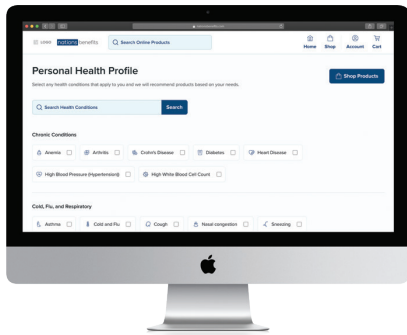 nationsbenefits.com
LOGO nations benefits Search Online Products Home Shop Account Cart
Personal Health Profile
Shop Products
Select any health conditions that apply to you and we will recommend products based on your needs.
Search Health Conditions Search
Chronic Conditions
Anemia Arthritis Crohn's Disease Diabetes Heart Disease
High Blood Pressure (Hypertension) High White Blood Cell Count
Cold, Flu, and Respiratory
Asthma Cold and Flu Cough Nasal congestion Sneezing